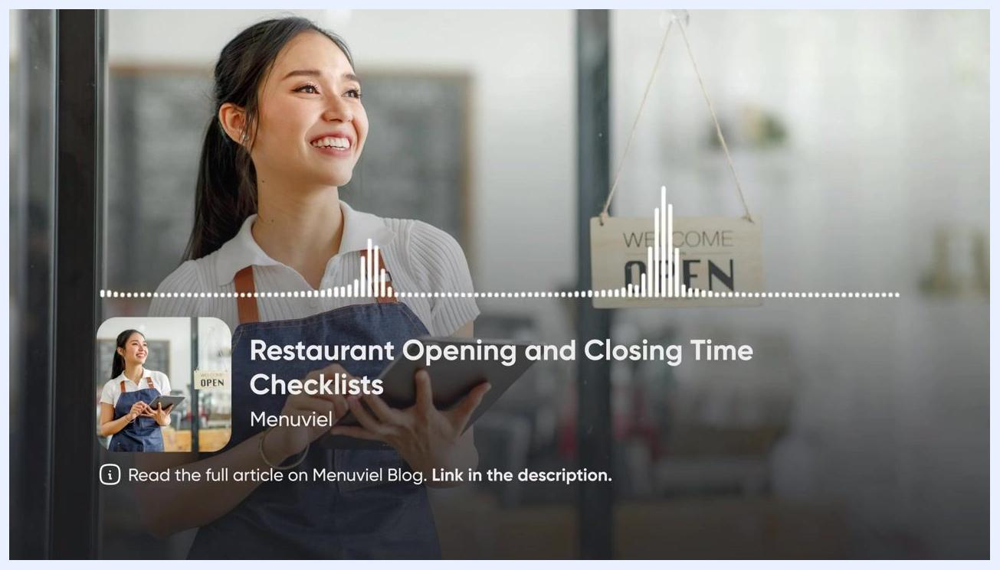 WELCOME
OPEN
WELCOME
OPEN
Restaurant Opening and Closing Time
Checklists
Menuviel
Read the full article on Menuviel Blog. Link in the description.